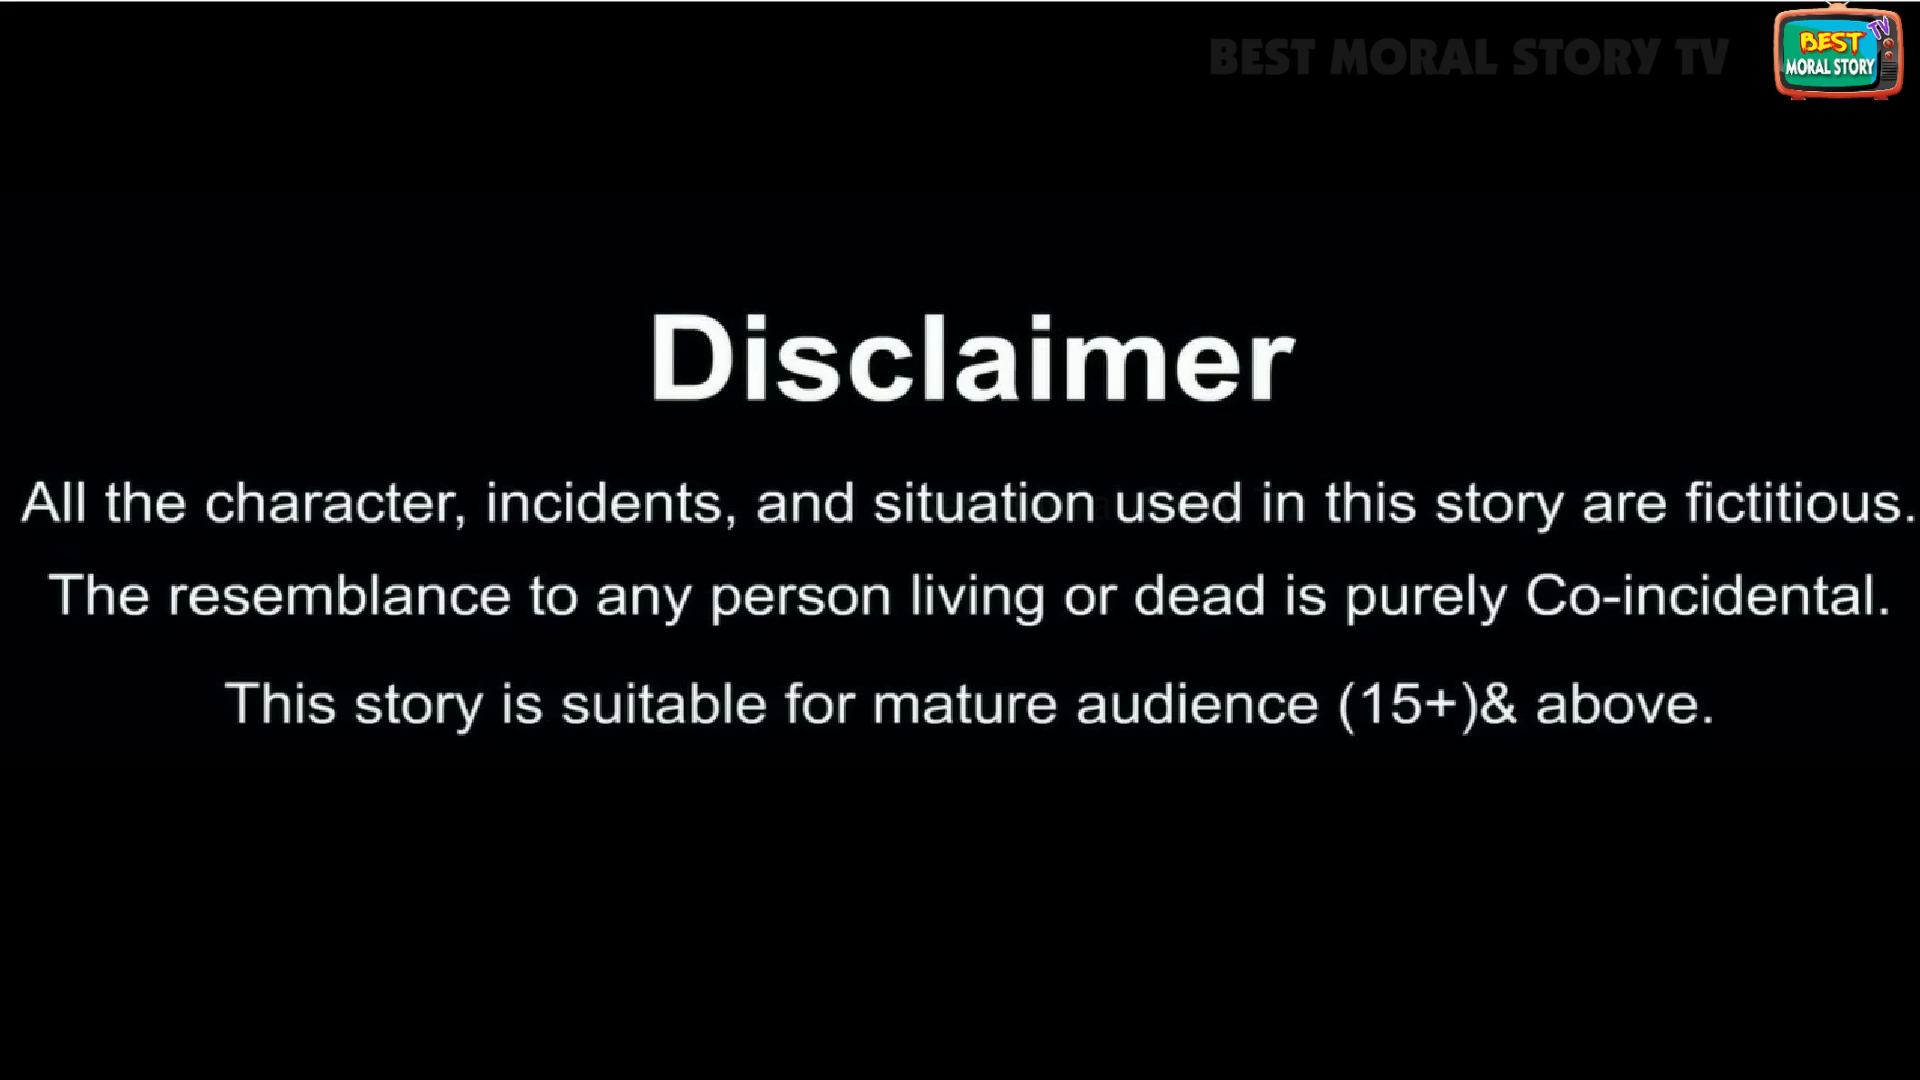 BEST MORAL STORY TV
BEST TV
MORAL STORY
Disclaimer
All the character, incidents, and situation used in this story are fictitious.
The resemblance to any person living or dead is purely Co-incidental.
This story is suitable for mature audience (15+)& above.